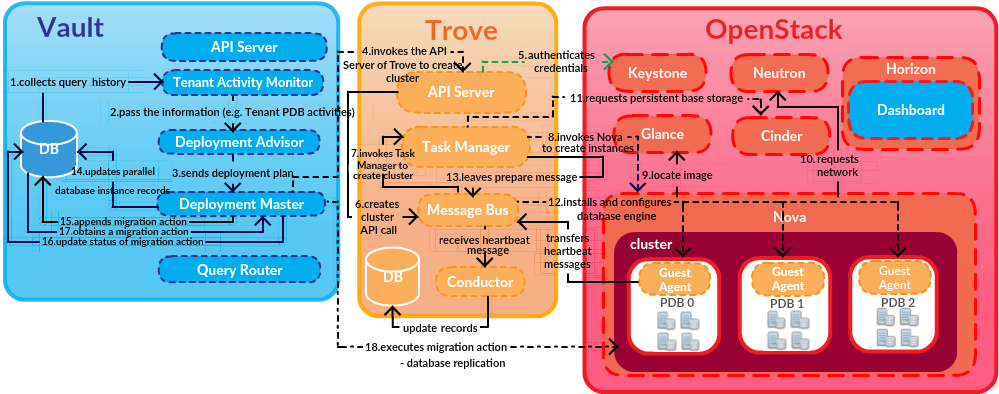 Vault
API Server
1.collects query history
Tenant Activity Monitor
2.pass the information (e.g. Tenant PDB activities)
DB
Deployment Advisor
14.updates parallel
database instance records
3.sends deployment plan
Deployment Master
15.appends migration action
17.obtains a migration action
16.update status of migration action
Query Router
Trove
4.invokes the API
Server of Trove to create
cluster
API Server
5.authenticates
credentials
Task Manager
7.invokes Task
Manager to
create cluster
8.invokes Nova
to create instances
13.leaves prepare message
6.creates
cluster
API call
Message Bus
12.installs and configures
database engine
receives heartbeat
message
transfers
heartbeat
messages
DB
Conductor
update records
18.executes migration action
- database replication
OpenStack
Keystone
Neutron
Horizon
Dashboard
11.requests persistent base storage
Glance
Cinder
10.requests
network
9.locate image
Nova
cluster
Guest
Agent
PDB 0
Guest
Agent
PDB 1
Guest
Agent
PDB 2